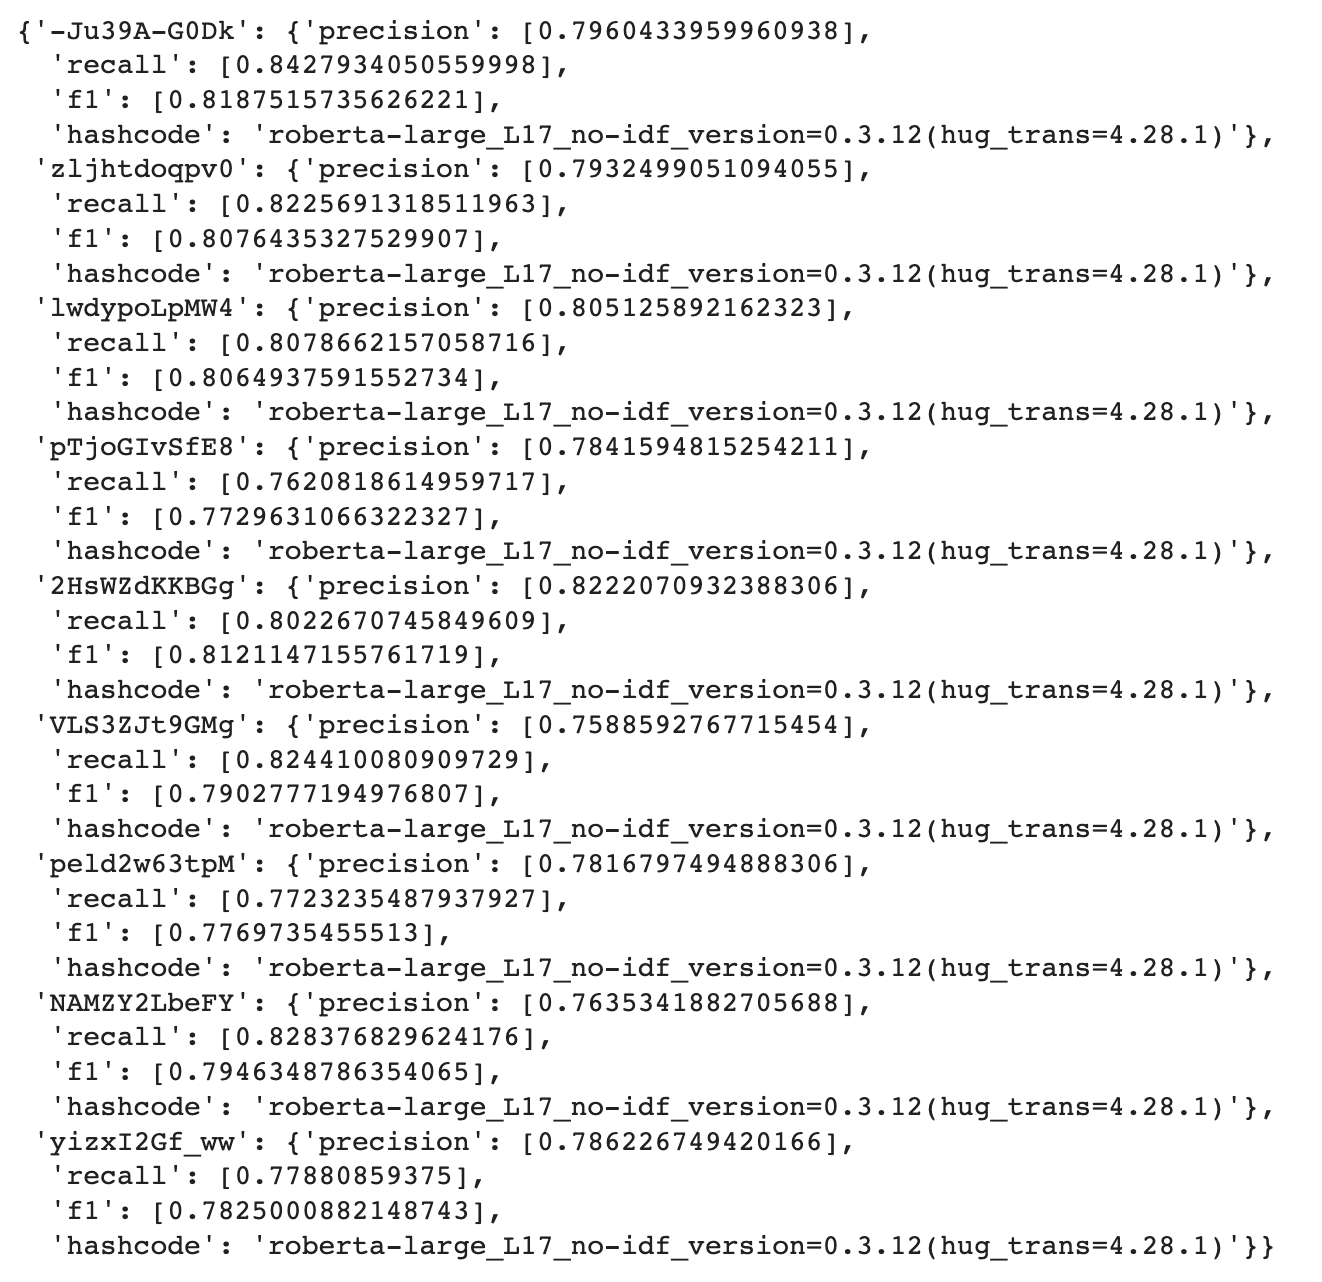 {'-Ju39A-G0Dk': {'precision': [0.7960433959960938],
'recall': [0.8427934050559998],
'f1': [0.8187515735626221],
'hashcode': 'roberta-large_L17_no-idf_version=0.3.12(hug_trans=4.28.1)'},
'zljhtdoqpv0': {'precision': [0.7932499051094055],
'recall': [0.8225691318511963],
'f1': [0.8076435327529907],
'hashcode': 'roberta-large_L17_no-idf_version=0.3.12(hug_trans=4.28.1)'},
'lwdypoLpMW4': {'precision': [0.805125892162323],
'recall': [0.8078662157058716],
'f1': [0.8064937591552734],
'hashcode': 'roberta-large_L17_no-idf_version=0.3.12(hug_trans=4.28.1)'},
'pTjoGIvSfE8': {'precision': [0.7841594815254211],
'recall': [0.7620818614959717],
'f1': [0.7729631066322327],
'hashcode': 'roberta-large_L17_no-idf_version=0.3.12(hug_trans=4.28.1)'},
'2HsWZdKKBGg': {'precision': [0.8222070932388306],
'recall': [0.8022670745849609],
'f1': [0.8121147155761719],
'hashcode': 'roberta-large_L17_no-idf_version=0.3.12(hug_trans=4.28.1)'},
'VLS3ZJt9GMg': {'precision': [0.7588592767715454],
'recall': [0.824410080909729],
'f1': [0.7902777194976807],
'hashcode': 'roberta-large_L17_no-idf_version=0.3.12(hug_trans=4.28.1)'},
'peld2w63tpM': {'precision': [0.7816797494888306],
'recall': [0.7723235487937927],
'f1': [0.7769735455513],
'hashcode': 'roberta-large_L17_no-idf_version=0.3.12(hug_trans=4.28.1)'},
'NAMZY2LbeFY': {'precision': [0.7635341882705688],
'recall': [0.828376829624176],
'f1': [0.7946348786354065],
'hashcode': 'roberta-large_L17_no-idf_version=0.3.12(hug_trans=4.28.1)'},
'yizxI2Gf_ww': {'precision': [0.786226749420166],
'recall': [0.77880859375],
'f1': [0.7825000882148743],
'hashcode': 'roberta-large_L17_no-idf_version=0.3.12(hug_trans=4.28.1)'}}